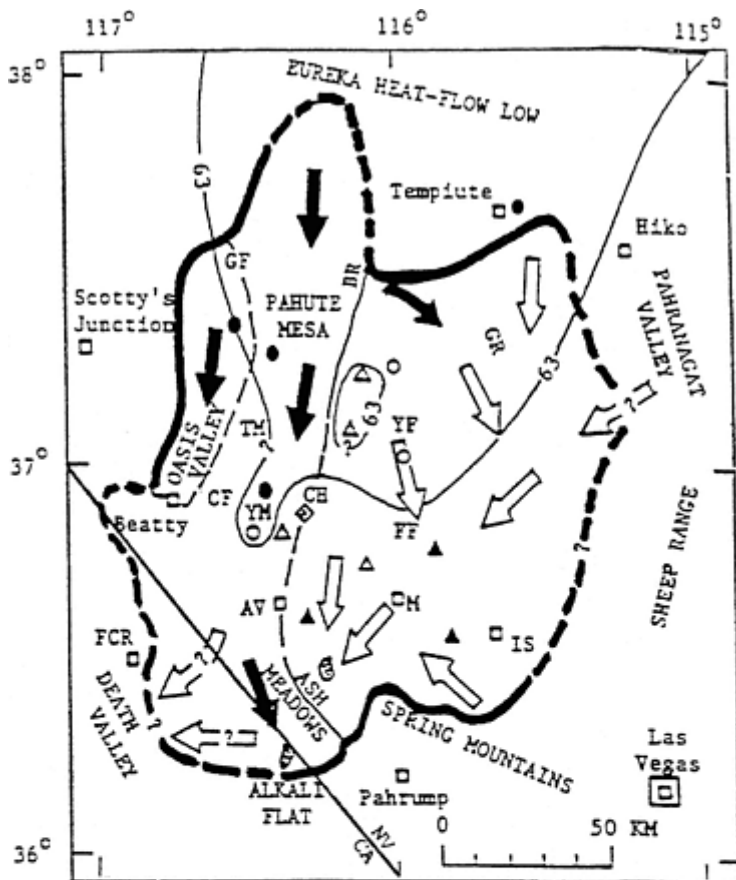 117°
116°
115°
38°
EUREKA HEAT-FLOW LOW
63
Tempiute
Hiko
GF
BR
Scotty's
Junction
PAHUTE
MESA
GR
PAHRANAGAT
VALLEY
63
63
?
OASIS
VALLEY
TM
?
YF
37°
CF
YM
CH
Beatty
FF
?
SHEEP RANGE
AV
M
IS
FCR
?
ASH
MEADOWS
DEATH
VALLEY
?
?
SPRING MOUNTAINS
Las
Vegas
ALKALI
FLAT
Pahrump
0 50 KM
NV
CA
36°